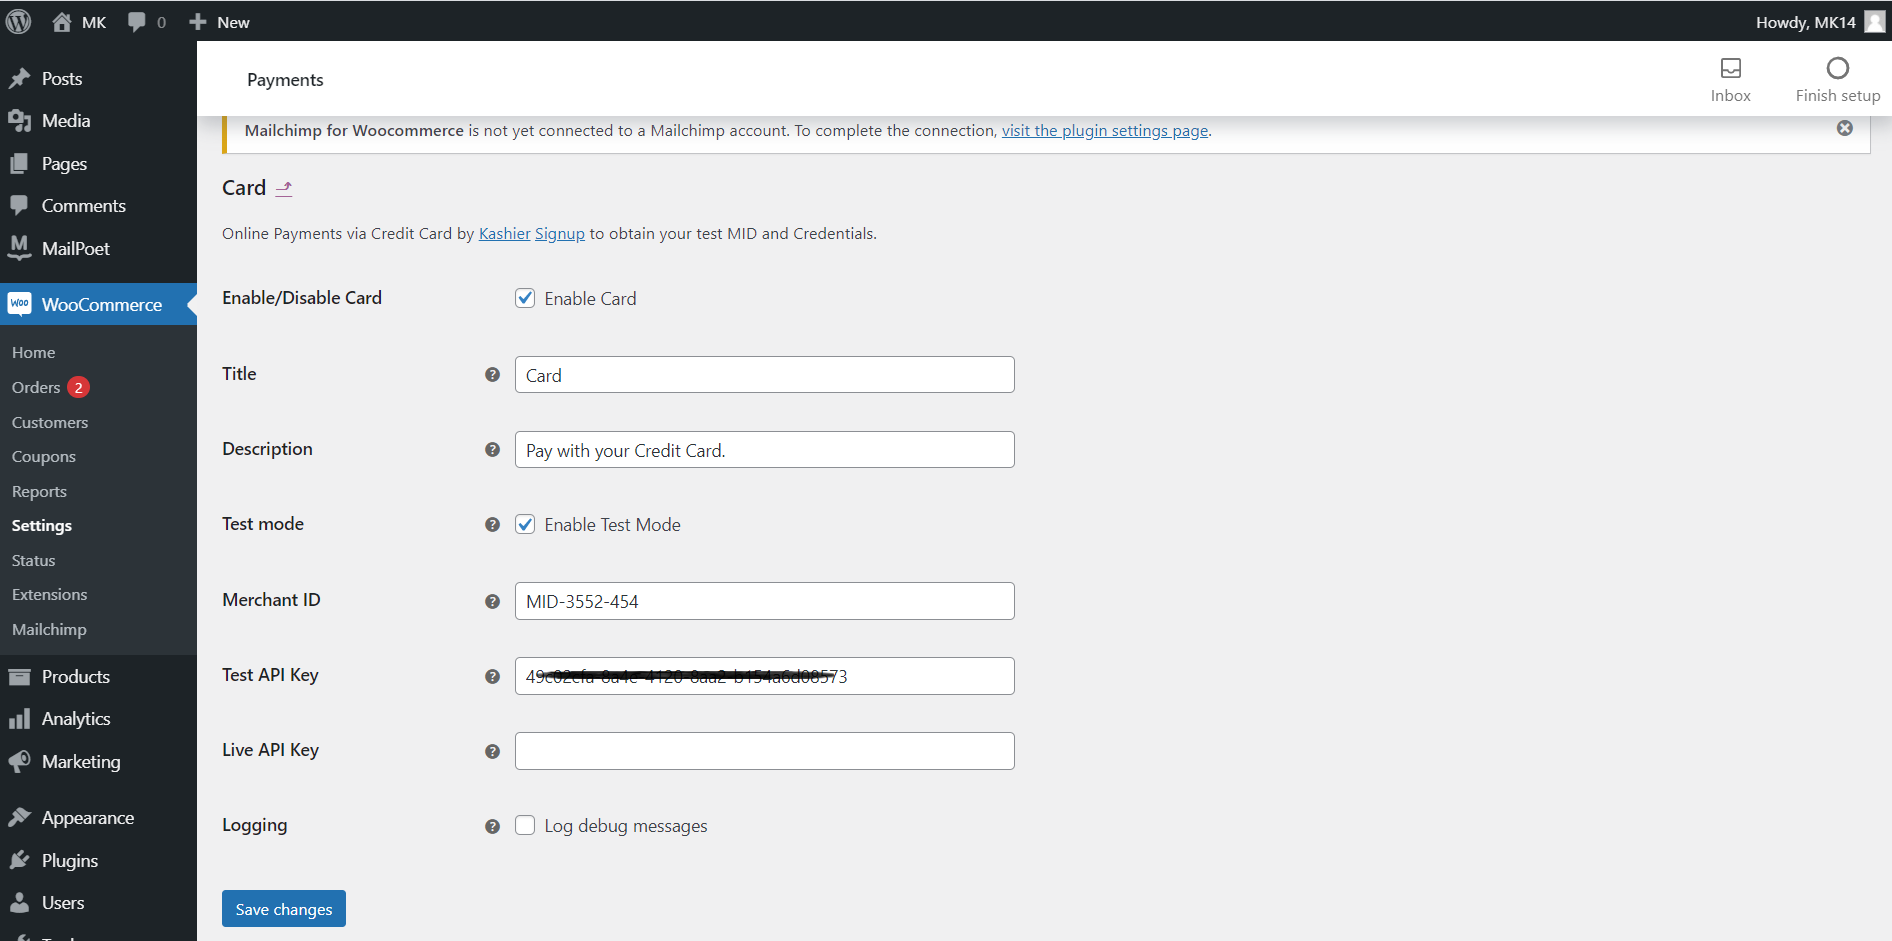 MK 0 New Howdy, MK14
Payments
Inbox
Finish setup
Mailchimp for Woocommerce is not yet connected to a Mailchimp account. To complete the connection, visit the plugin settings page.
Posts
Media
Pages
Comments
M
MailPoet
Woo
WooCommerce
Home
Orders 2
Customers
Coupons
Reports
Settings
Status
Extensions
Mailchimp
Products
Analytics
Marketing
Appearance
Plugins
Users
Card
Online Payments via Credit Card by Kashier Signup to obtain your test MID and Credentials.
Enable/Disable Card Enable Card
Title ? Card
Description ? Pay with your Credit Card.
Test mode ? Enable Test Mode
Merchant ID ? MID-3552-454
Test API Key ?
Live API Key ?
Logging ? Log debug messages
Save changes